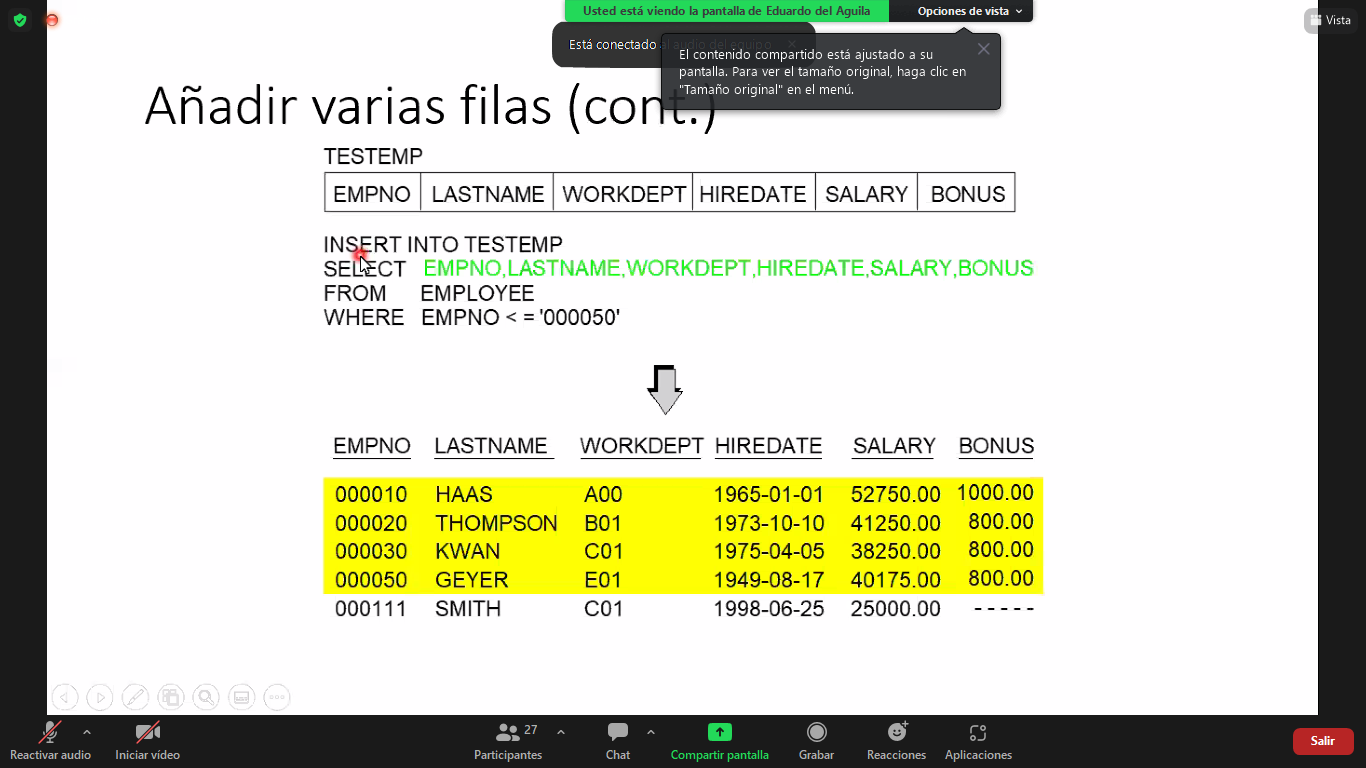 Usted está viendo la pantalla de Eduardo del Aguila
Opciones de vista
Vista
Está conectado al audio del equipo
El contenido compartido está ajustado a su
pantalla. Para ver el tamaño original, haga clic en
"Tamaño original" en el menú.
Añadir varias filas (cont.)
TESTEMP
EMPNO LASTNAME WORKDEPT HIREDATE SALARY BONUS
INSERT INTO TESTEMP
SELECT EMPNO,LASTNAME,WORKDEPT,HIREDATE,SALARY,BONUS
FROM EMPLOYEE
WHERE EMPNO < = '000050'
EMPNO LASTNAME WORKDEPT HIREDATE SALARY BONUS
000010 HAAS A00 1965-01-01 52750.00 1000.00
000020 THOMPSON B01 1973-10-10 41250.00 800.00
000030 KWAN C01 1975-04-05 38250.00 800.00
000050 GEYER E01 1949-08-17 40175.00 800.00
000111 SMITH C01 1998-06-25 25000.00 - - - - -
27
Reactivar audio Iniciar vídeo Participantes Chat Compartir pantalla Grabar Reacciones Aplicaciones Salir